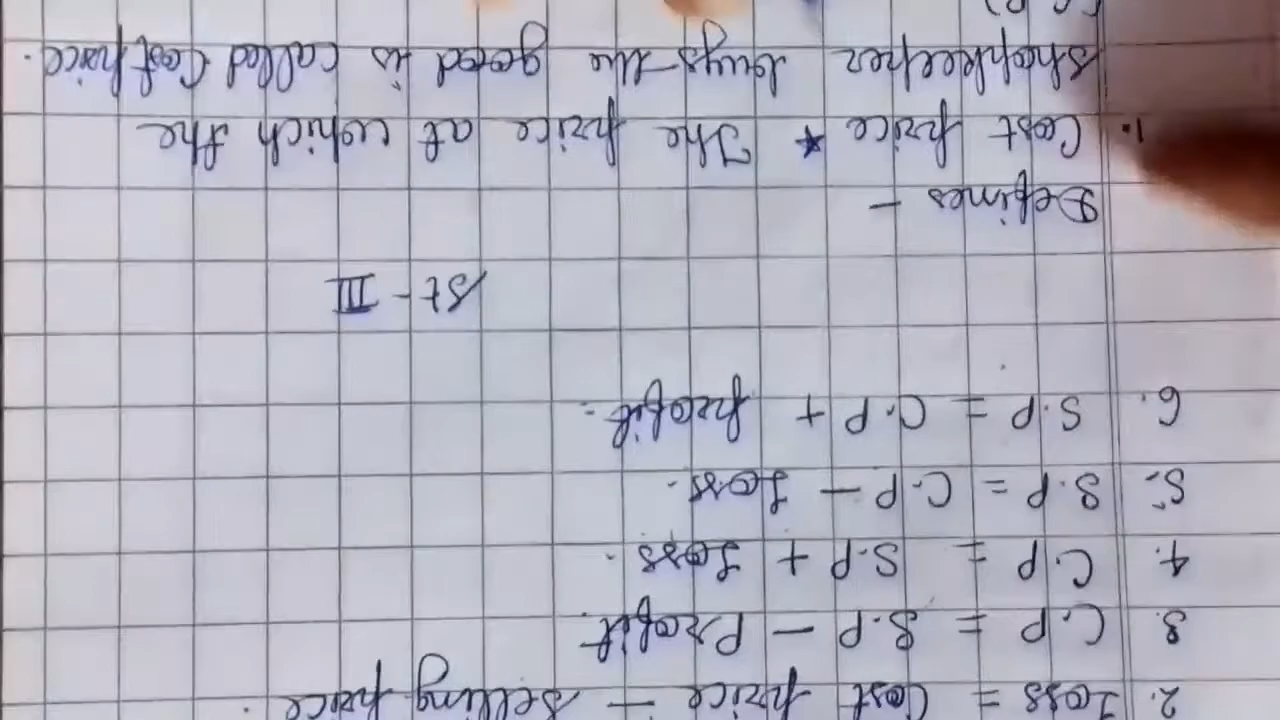 2. Loss = Cost price - Selling price.
3. C.P = S.P - Profit.
4. C.P = S.P + Loss.
5. S.P = C.P - Loss.
6. S.P = C.P + profit.
St - III
Defines -
1. Cost price * The price at which the
shopkeeper buys the good is called Cost price.
(C.P)